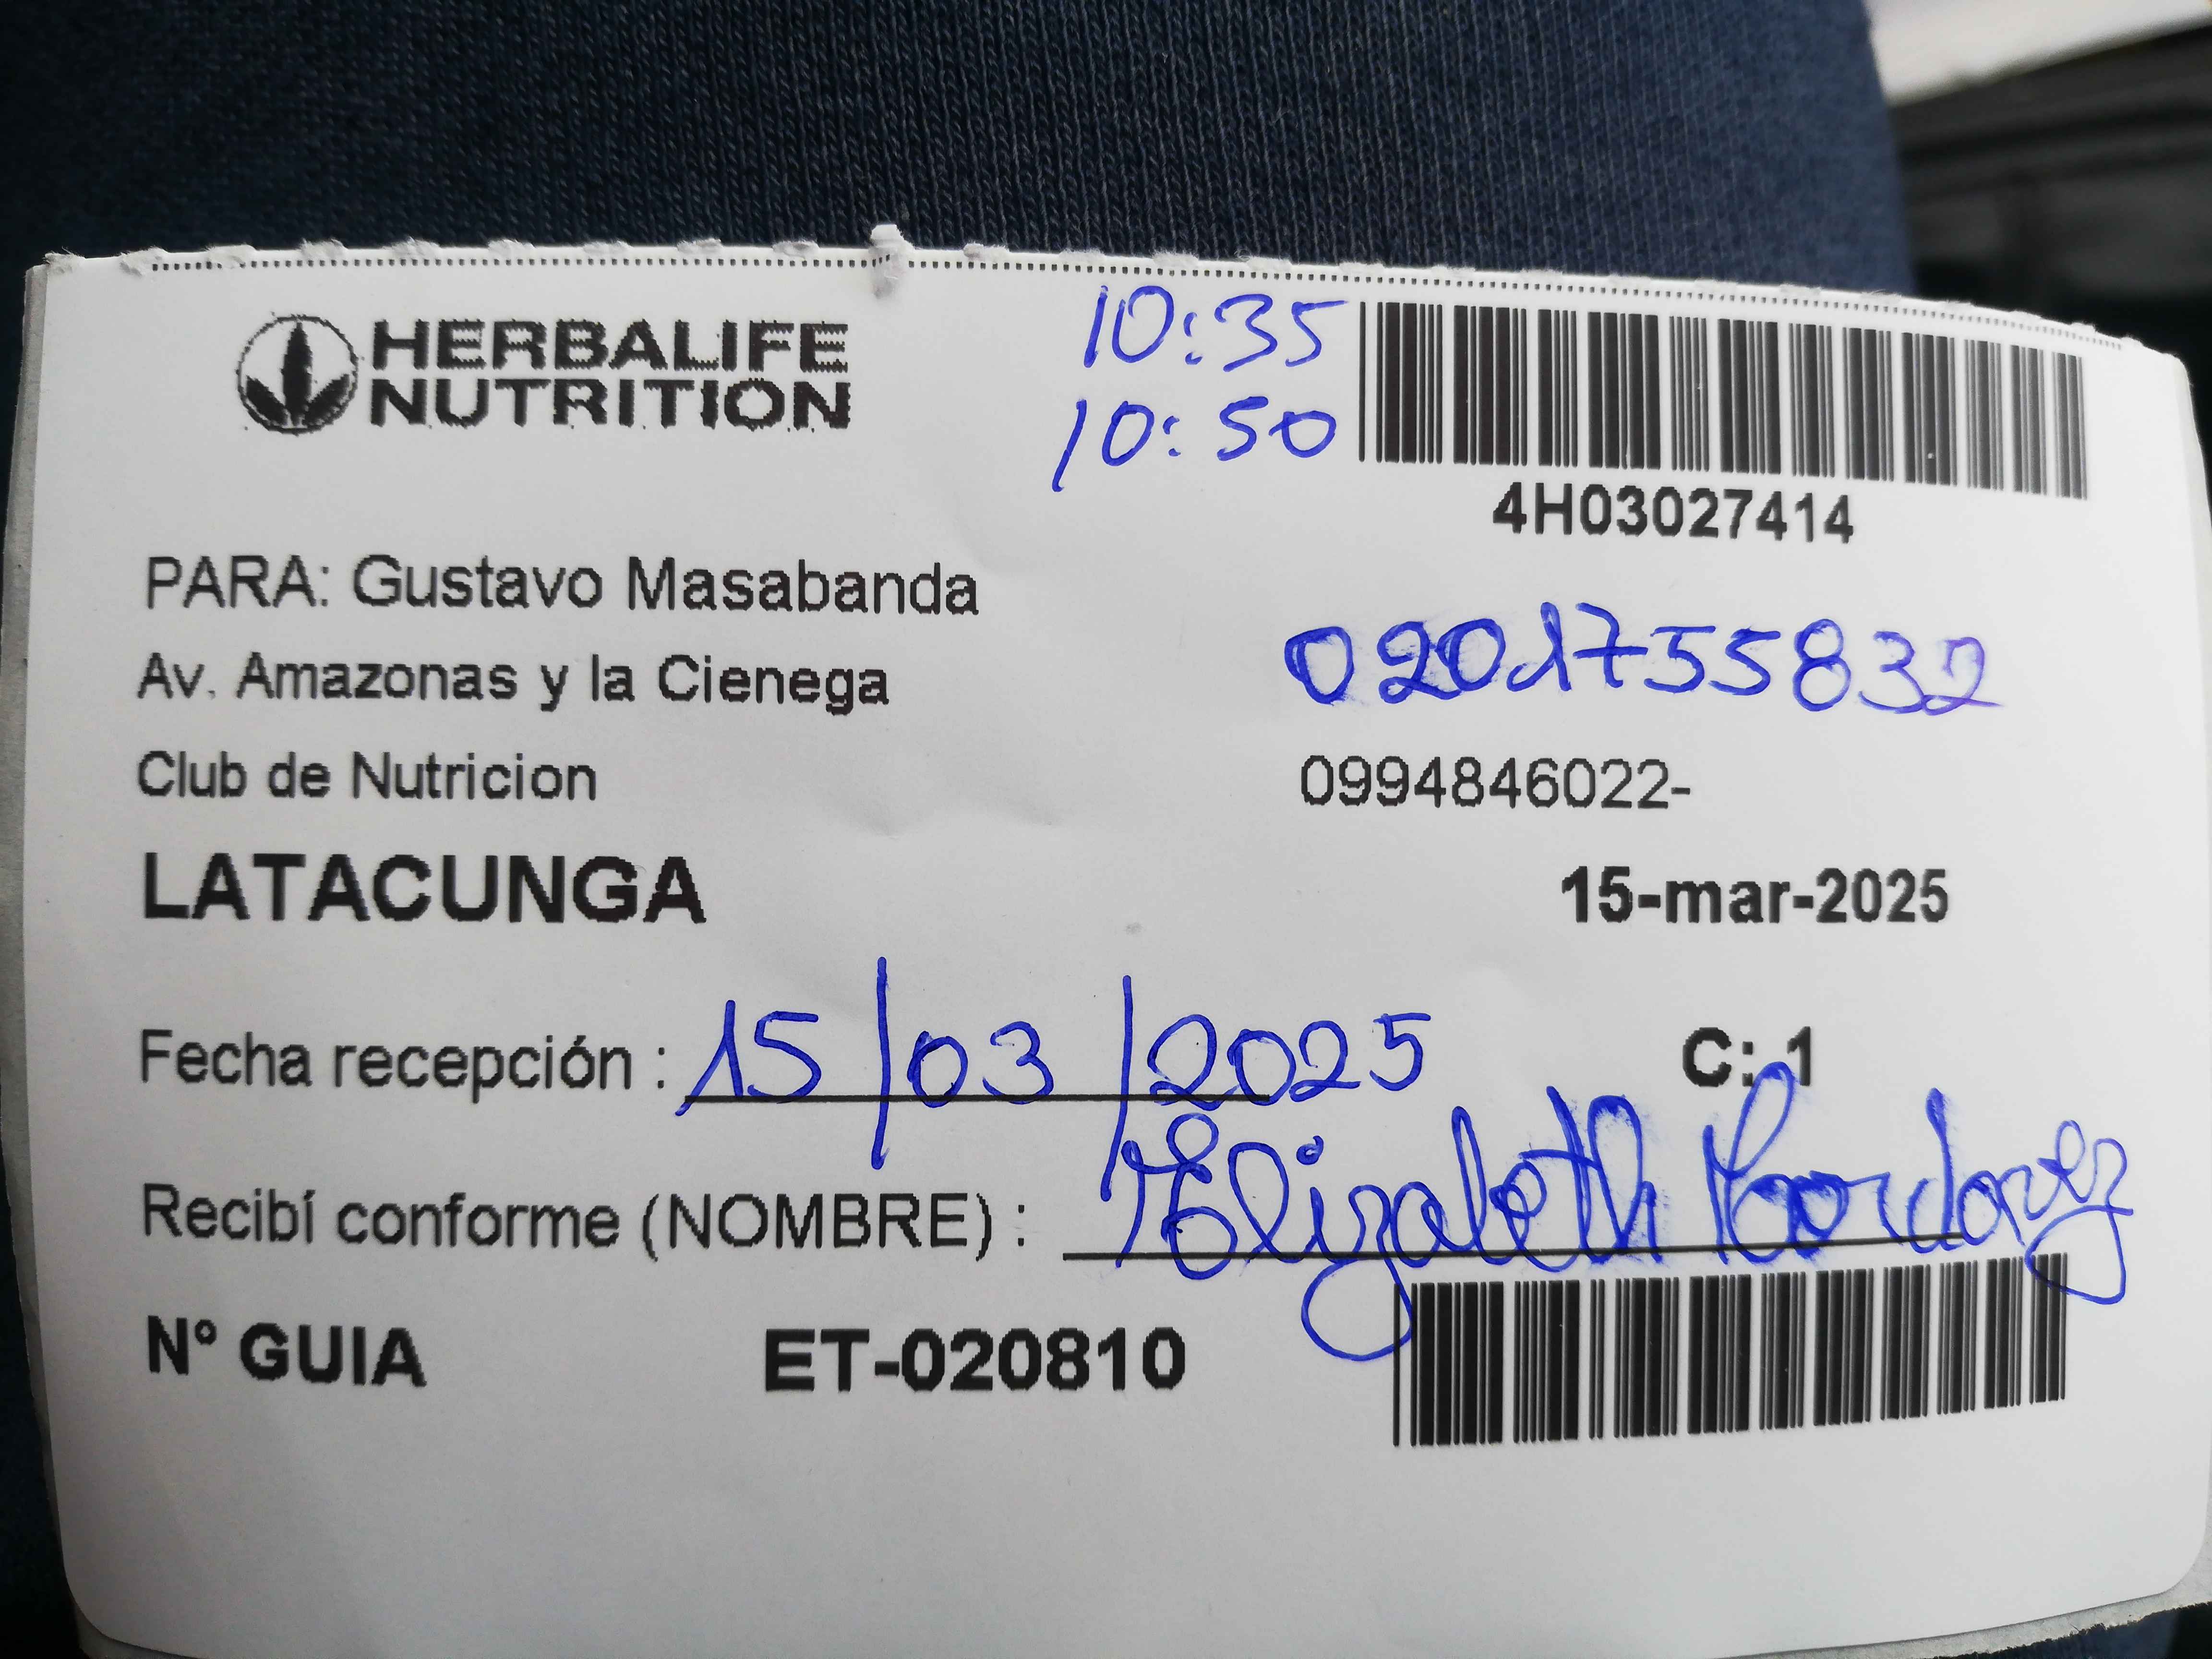 HERBALIFE
NUTRITION
10:35
10:50
4H03027414
PARA: Gustavo Masabanda
0201755832
Av. Amazonas y la Cienega
Club de Nutricion
0994846022-
LATACUNGA
15-mar-2025
Fecha recepción : 15/03/2025
C: 1
Recibí conforme (NOMBRE) : Elizabeth
N° GUIA ET-020810